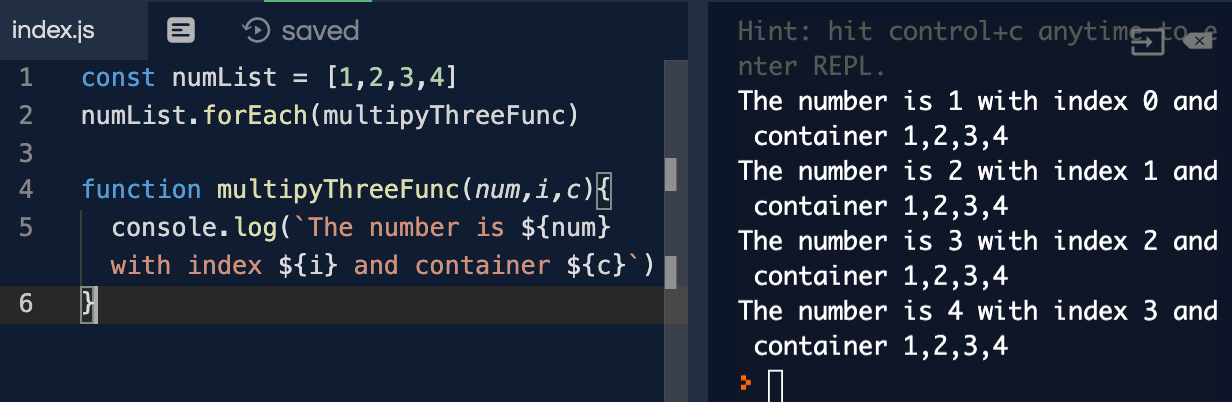 index.js
saved
1 const numList = [1,2,3,4]
2 numList.forEach(multipyThreeFunc)
3
4 function multipyThreeFunc(num,i,c){
5 console.log(`The number is ${num}
with index ${i} and container ${c}`)
6 }
Hint: hit control+c anytime to e
nter REPL.
The number is 1 with index 0 and
container 1,2,3,4
The number is 2 with index 1 and
container 1,2,3,4
The number is 3 with index 2 and
container 1,2,3,4
The number is 4 with index 3 and
container 1,2,3,4